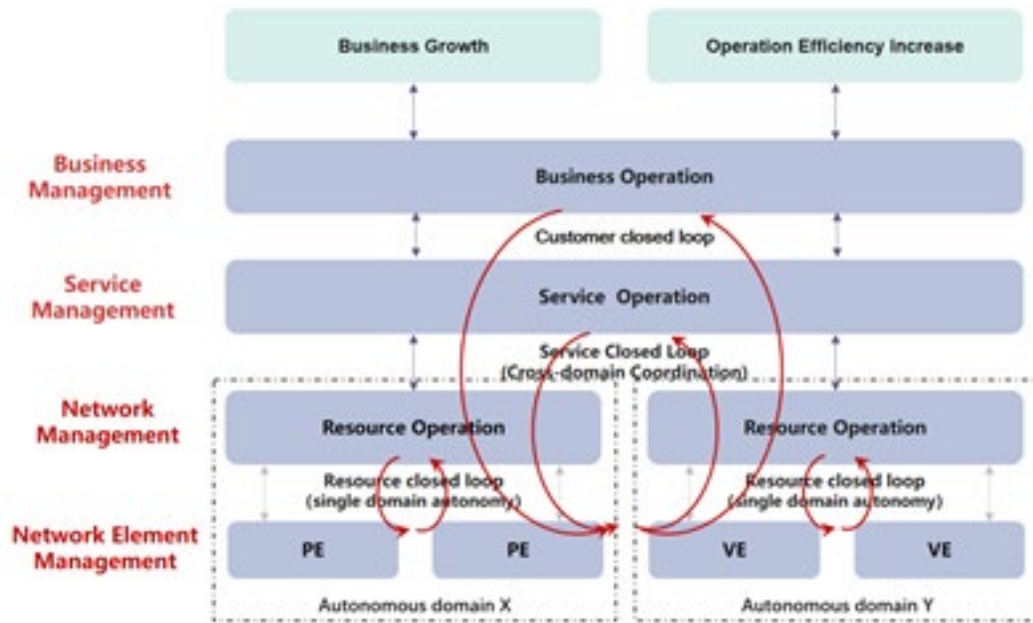 Business Growth
Operation Efficiency Increase
Business
Management
Business Operation
Customer closed loop
Service
Management
Service Operation
Service Closed Loop
(Cross-domain Coordination)
Network
Management
Resource Operation
Resource Operation
Resource closed loop
(single domain autonomy)
Resource closed loop
(single domain autonomy)
Network Element
Management
PE
PE
VE
VE
Autonomous domain X
Autonomous domain Y